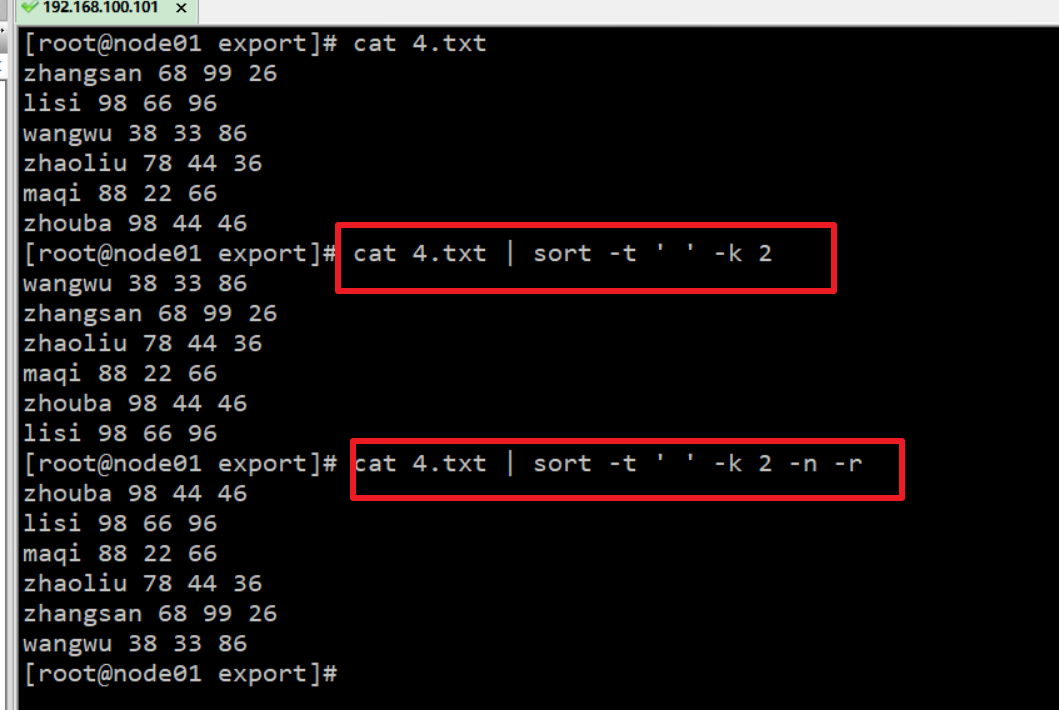 192.168.100.101 ×
[root@node01 export]# cat 4.txt
zhangsan 68 99 26
lisi 98 66 96
wangwu 38 33 86
zhaoliu 78 44 36
maqi 88 22 66
zhouba 98 44 46
[root@node01 export]# cat 4.txt | sort -t ' ' -k 2
wangwu 38 33 86
zhangsan 68 99 26
zhaoliu 78 44 36
maqi 88 22 66
zhouba 98 44 46
lisi 98 66 96
[root@node01 export]# cat 4.txt | sort -t ' ' -k 2 -n -r
zhouba 98 44 46
lisi 98 66 96
maqi 88 22 66
zhaoliu 78 44 36
zhangsan 68 99 26
wangwu 38 33 86
[root@node01 export]#